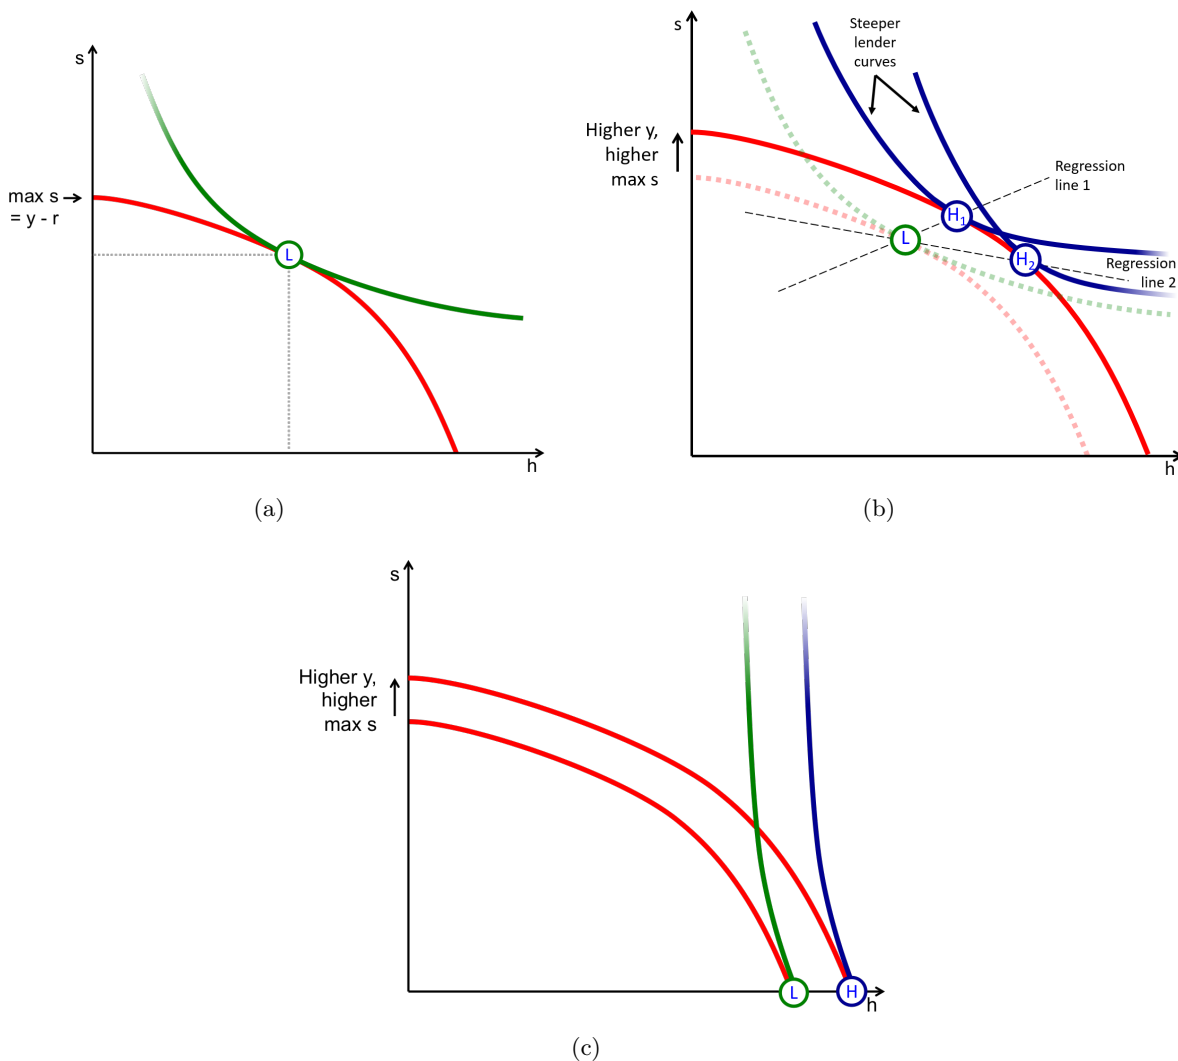 s
max s
= y - r
L
h
(a)
s
Steeper
lender
curves
Higher y,
higher
max s
Regression
line 1
H1
L
H2
Regression
line 2
h
(b)
s
Higher y,
higher
max s
L
H
h
(c)